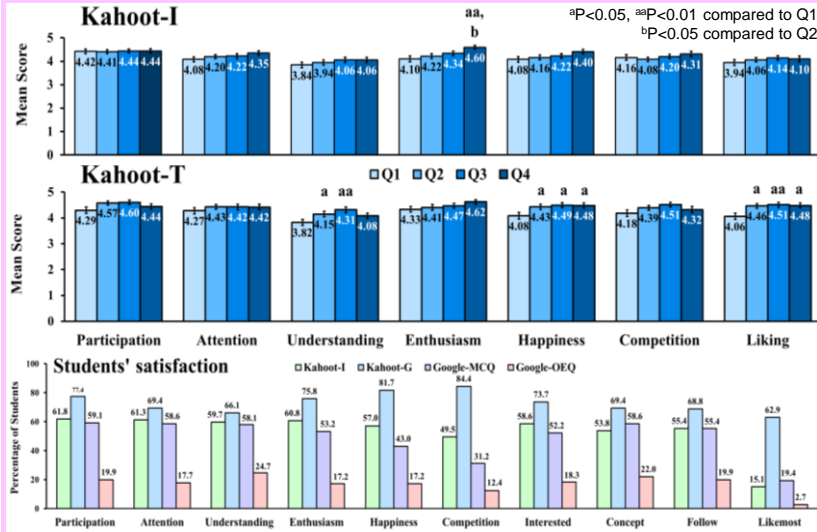 Kahoot-I
aa,
b
ᵃP<0.05, ᵃᵃP<0.01 compared to Q1
ᵇP<0.05 compared to Q2
Mean Score
5
4
3
2
1
0
4.42 4.41 4.44 4.44
4.08 4.20 4.22 4.35
3.84 3.94 4.06 4.06
4.10 4.22 4.34 4.60
4.08 4.16 4.22 4.40
4.16 4.08 4.20 4.31
3.94 4.06 4.14 4.10
Kahoot-T
Q1 Q2 Q3 Q4
Mean Score
5
4
3
2
1
0
4.29 4.57 4.60 4.44
4.27 4.43 4.42 4.42
a aa
3.82 4.15 4.31 4.08
4.33 4.41 4.47 4.62
a a a
4.08 4.43 4.49 4.48
4.18 4.39 4.51 4.32
a aa a
4.06 4.46 4.51 4.48
Participation Attention Understanding Enthusiasm Happiness Competition Liking
Students' satisfaction
Kahoot-I Kahoot-G Google-MCQ Google-OEQ
Percentage of Students
100
80
60
40
20
0
61.8 77.4 59.1 19.9
61.3 69.4 58.6 17.7
59.7 66.1 58.1 24.7
60.8 75.8 53.2 17.2
57.0 81.7 43.0 17.2
49.5 84.4 31.2 12.4
58.6 73.7 52.2 18.3
53.8 69.4 58.6 22.0
55.4 68.8 55.4 19.9
15.1 62.9 19.4 2.7
Participation Attention Understanding Enthusiasm Happiness Competition Interested Concept Follow Likemost